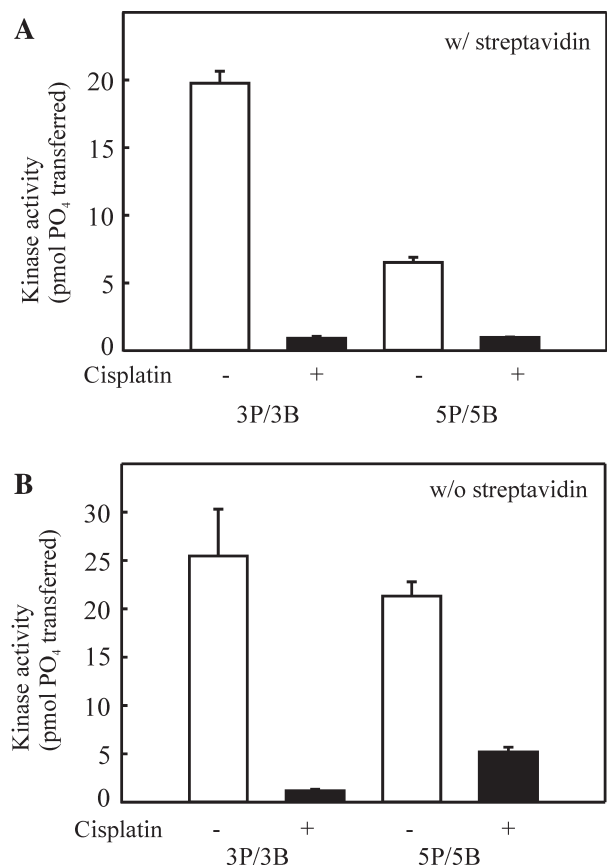 A
w/ streptavidin
Kinase activity
(pmol PO4 transferred)
20
15
10
5
0
Cisplatin - + - +
3P/3B 5P/5B
B
w/o streptavidin
Kinase activity
(pmol PO4 transferred)
30
25
20
15
10
5
0
Cisplatin - + - +
3P/3B 5P/5B